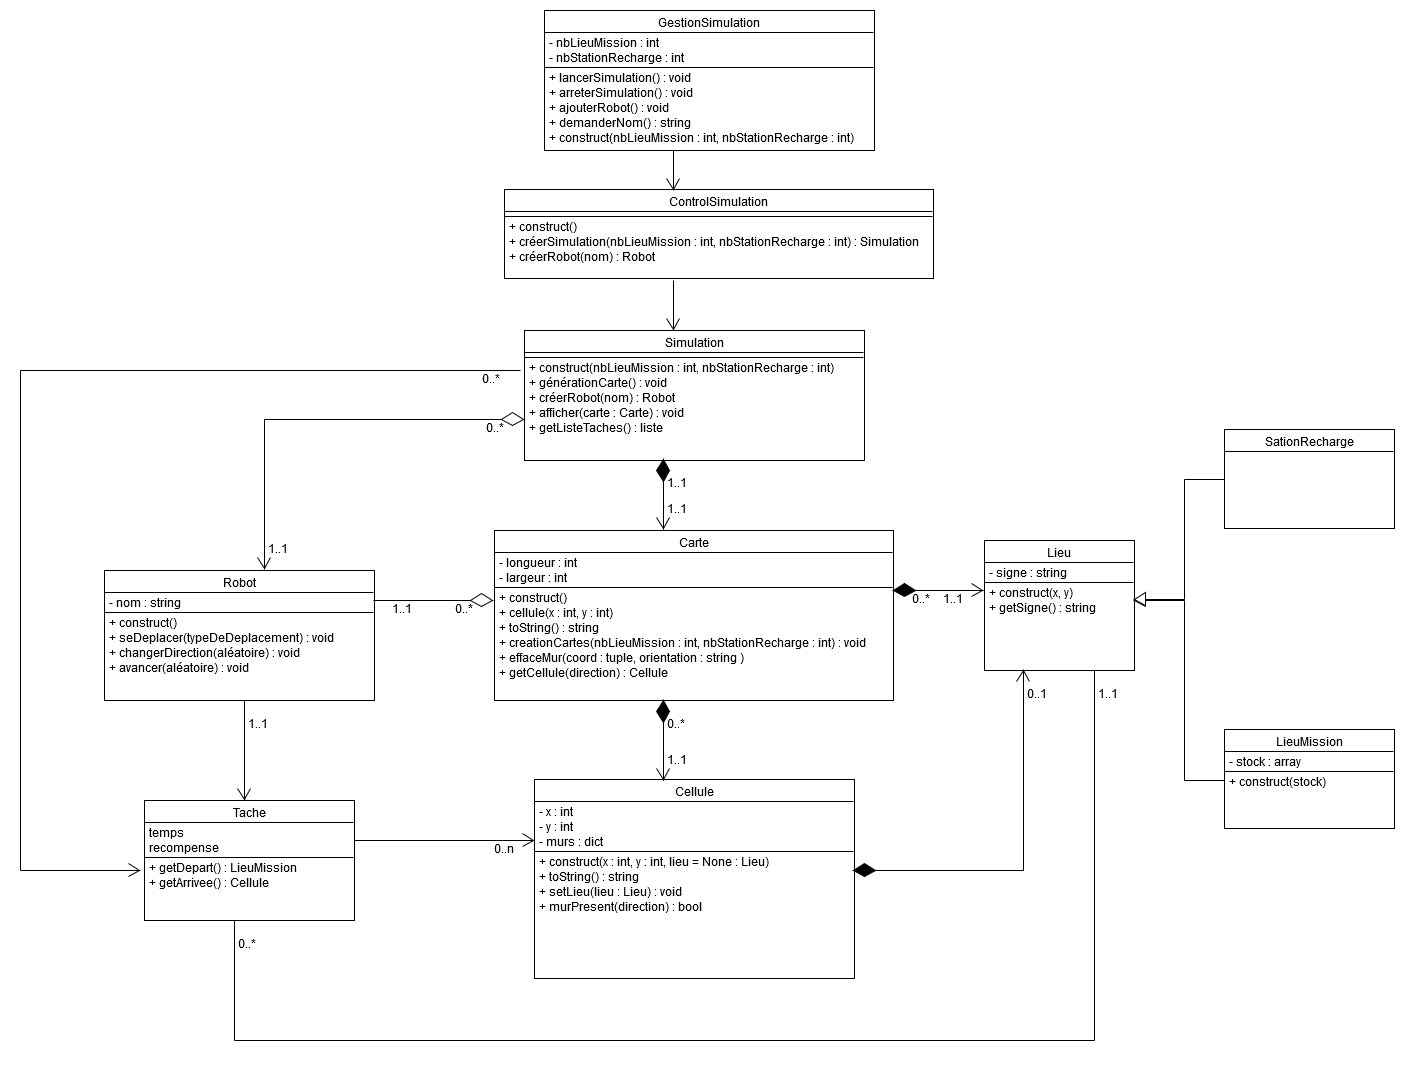 GestionSimulation
- nbLieuMission : int
- nbStationRecharge : int
+ lancerSimulation() : void
+ arreterSimulation() : void
+ ajouterRobot() : void
+ demanderNom() : string
+ construct(nbLieuMission : int, nbStationRecharge : int)
ControlSimulation
+ construct()
+ créerSimulation(nbLieuMission : int, nbStationRecharge : int) : Simulation
+ créerRobot(nom) : Robot
Simulation
+ construct(nbLieuMission : int, nbStationRecharge : int)
+ générationCarte() : void
+ créerRobot(nom) : Robot
+ afficher(carte : Carte) : void
+ getListeTaches() : liste
0..*
0..*
1..1
1..1
1..1
SationRecharge
Carte
- longueur : int
- largeur : int
+ construct()
+ cellule(x : int, y : int)
+ toString() : string
+ creationCartes(nbLieuMission : int, nbStationRecharge : int) : void
+ effaceMur(coord : tuple, orientation : string )
+ getCellule(direction) : Cellule
Lieu
- signe : string
+ construct(x, y)
+ getSigne() : string
0..*
1..1
Robot
- nom : string
+ construct()
+ seDeplacer(typeDeDeplacement) : void
+ changerDirection(aléatoire) : void
+ avancer(aléatoire) : void
1..1
0..*
1..1
0..*
1..1
0..1
1..1
LieuMission
- stock : array
+ construct(stock)
Tache
temps
recompense
+ getDepart() : LieuMission
+ getArrivee() : Cellule
0..n
Cellule
- x : int
- y : int
- murs : dict
+ construct(x : int, y : int, lieu = None : Lieu)
+ toString() : string
+ setLieu(lieu : Lieu) : void
+ murPresent(direction) : bool
0..*